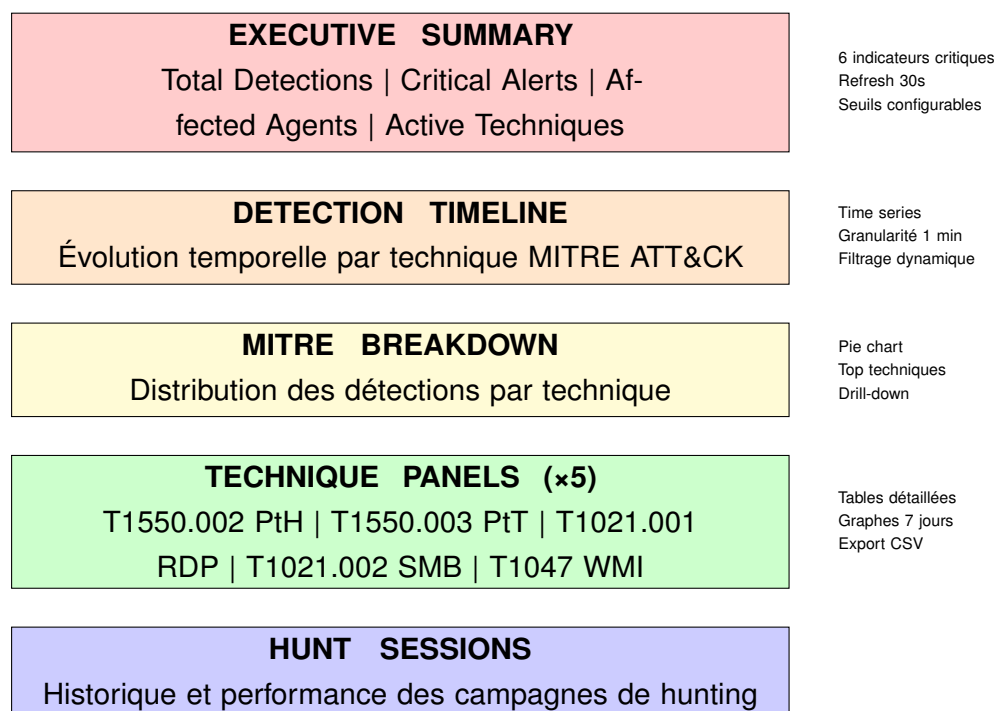 EXECUTIVE SUMMARY
Total Detections | Critical Alerts | Af-
fected Agents | Active Techniques
6 indicateurs critiques
Refresh 30s
Seuils configurables
DETECTION TIMELINE
Évolution temporelle par technique MITRE ATT&CK
Time series
Granularité 1 min
Filtrage dynamique
MITRE BREAKDOWN
Distribution des détections par technique
Pie chart
Top techniques
Drill-down
TECHNIQUE PANELS (×5)
T1550.002 PtH | T1550.003 PtT | T1021.001
RDP | T1021.002 SMB | T1047 WMI
Tables détaillées
Graphes 7 jours
Export CSV
HUNT SESSIONS
Historique et performance des campagnes de hunting